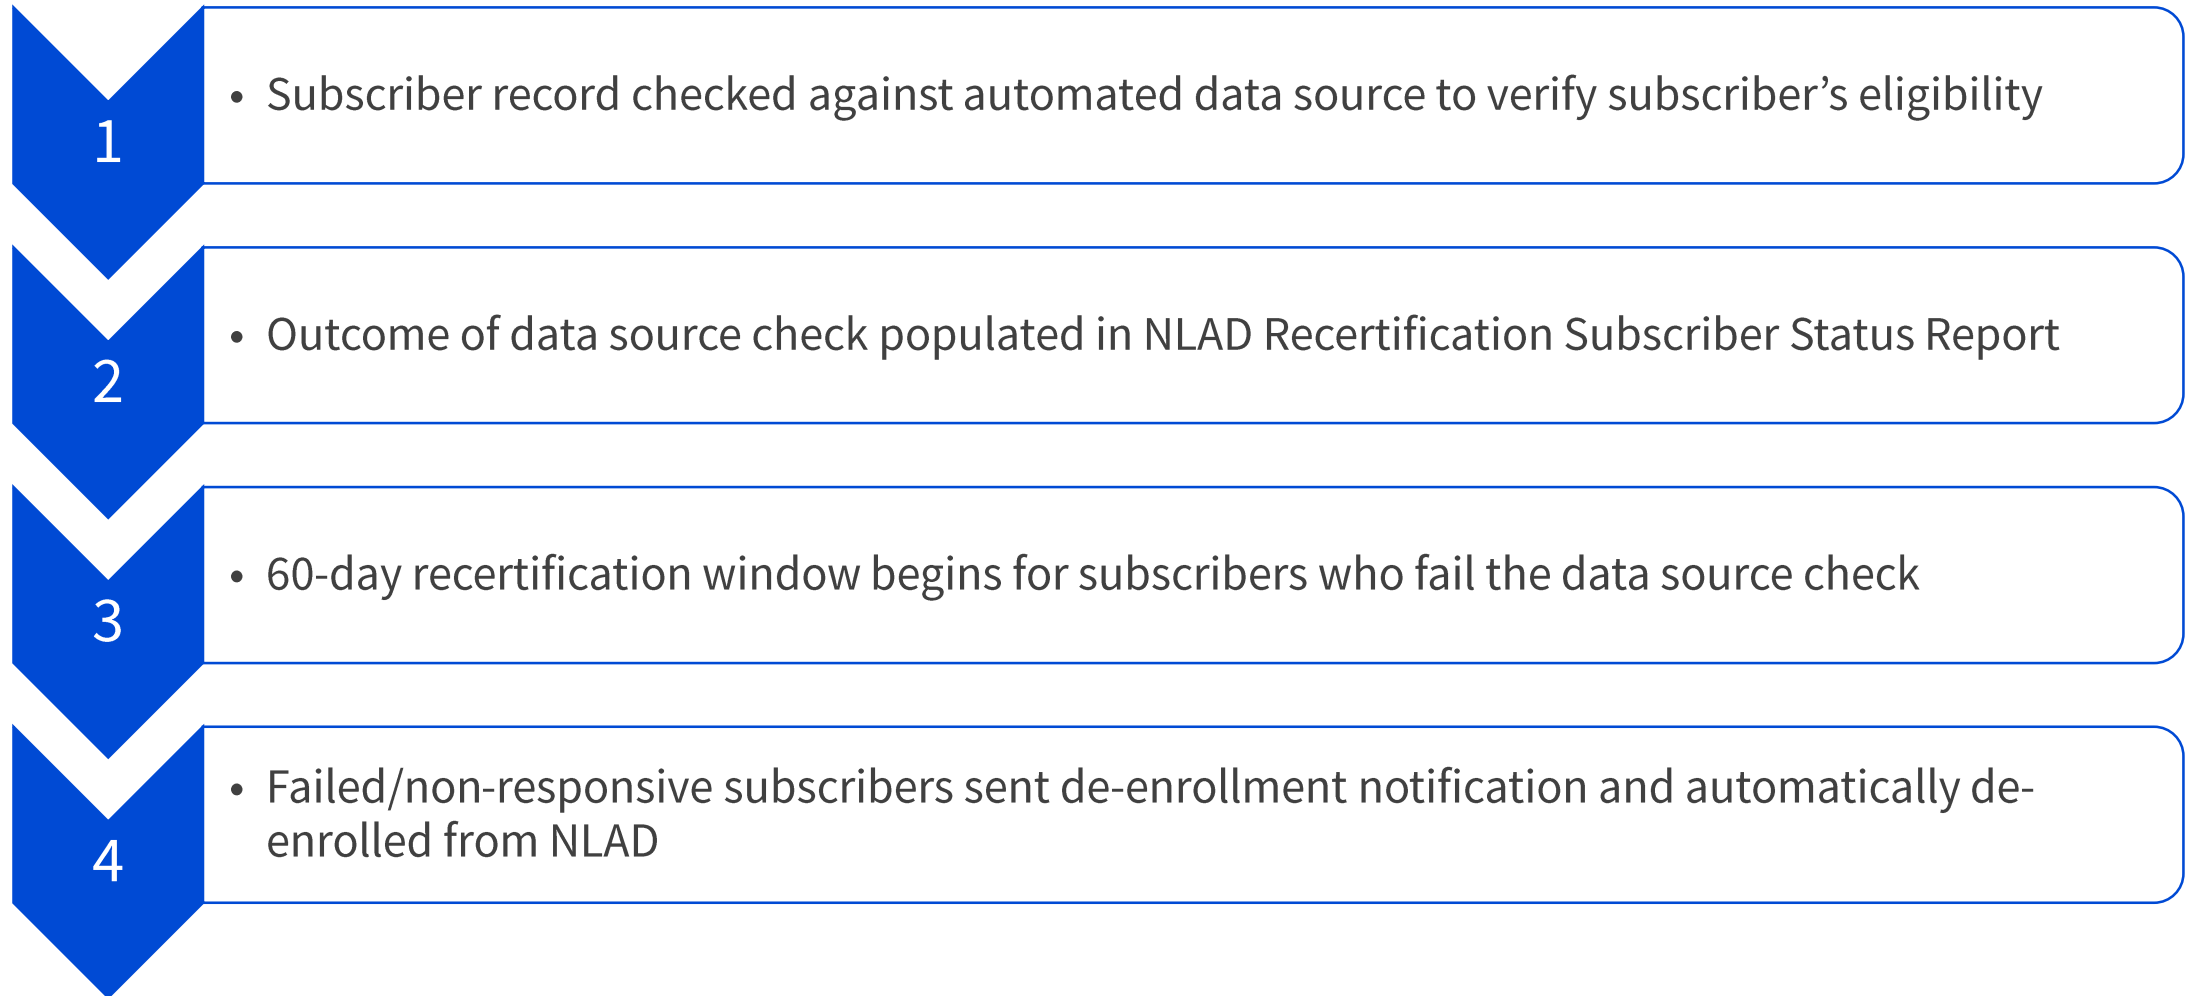 1
• Subscriber record checked against automated data source to verify subscriber’s eligibility
2
• Outcome of data source check populated in NLAD Recertification Subscriber Status Report
3
• 60-day recertification window begins for subscribers who fail the data source check
4
• Failed/non-responsive subscribers sent de-enrollment notification and automatically de-
enrolled from NLAD